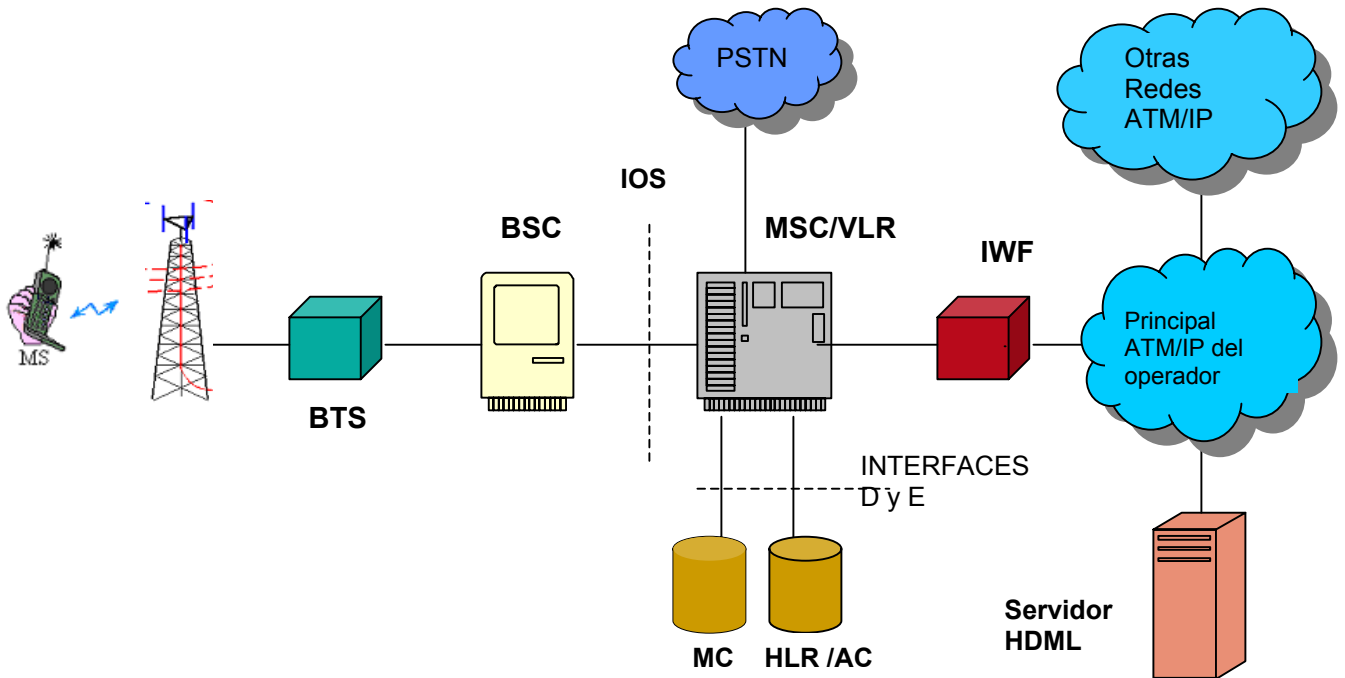 PSTN
Otras
Redes
ATM/IP
IOS
BSC
MSC/VLR
IWF
MS
BTS
Principal
ATM/IP del
operador
INTERFACES
D y E
MC
HLR /AC
Servidor
HDML